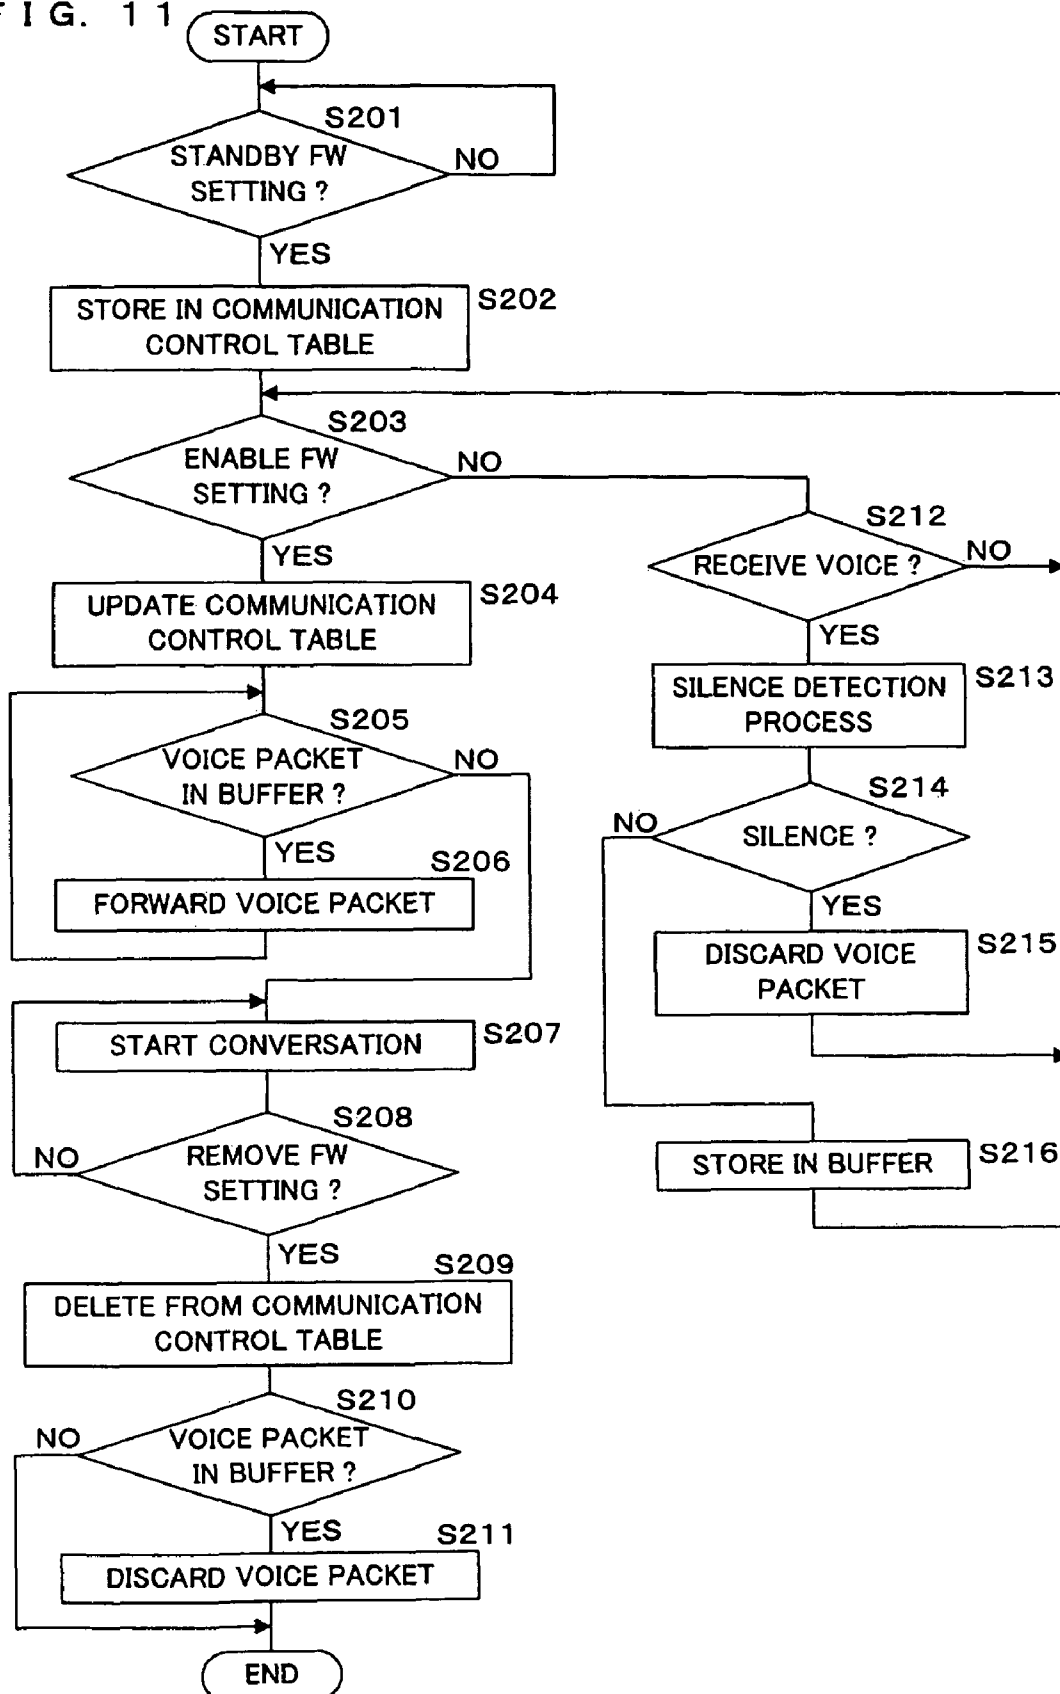 FIG. 11
START
S201
STANDBY FW
SETTING ?
NO
YES
S202
STORE IN COMMUNICATION
CONTROL TABLE
S203
ENABLE FW
SETTING ?
NO
YES
S204
UPDATE COMMUNICATION
CONTROL TABLE
S205
VOICE PACKET
IN BUFFER ?
NO
YES
S206
FORWARD VOICE PACKET
S207
START CONVERSATION
S208
REMOVE FW
SETTING ?
NO
YES
S209
DELETE FROM COMMUNICATION
CONTROL TABLE
S210
VOICE PACKET
IN BUFFER ?
NO
YES
S211
DISCARD VOICE PACKET
END
S212
RECEIVE VOICE ?
NO
YES
S213
SILENCE DETECTION
PROCESS
S214
SILENCE ?
NO
YES
S215
DISCARD VOICE
PACKET
S216
STORE IN BUFFER